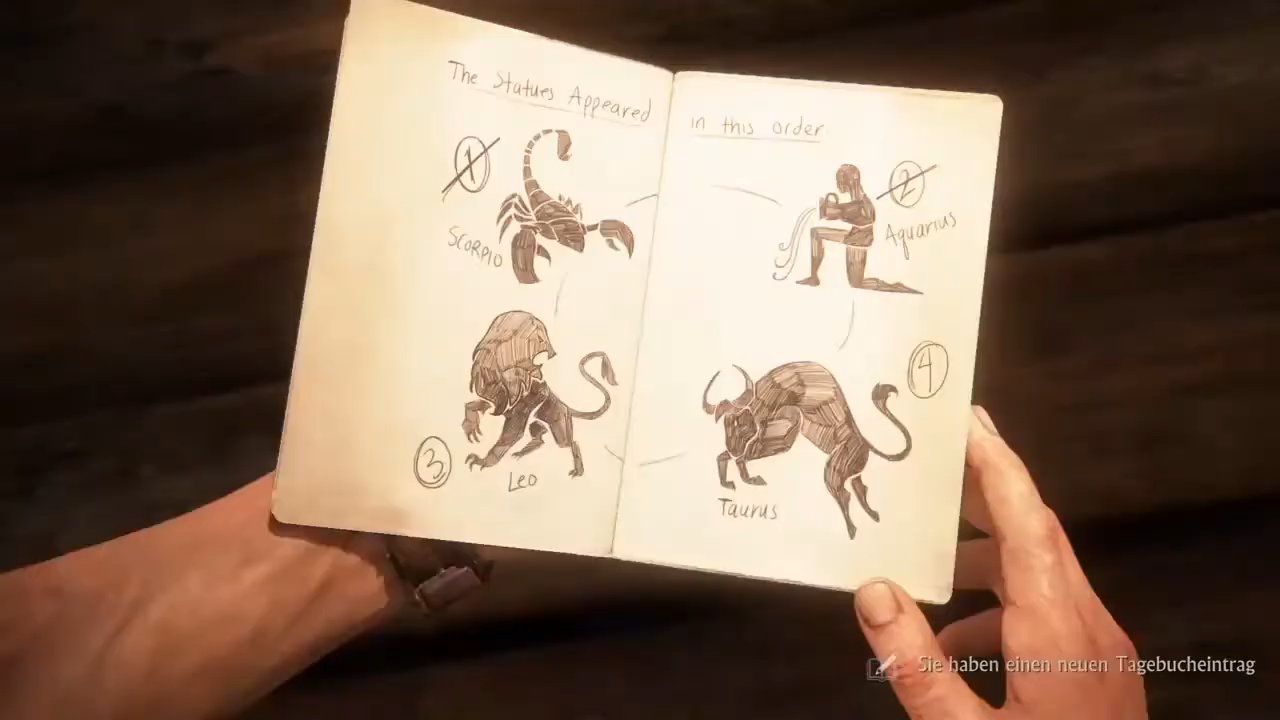 The Statues Appeared in this order
1
SCORPIO
2
Aquarius
3
Leo
4
Taurus
Sie haben einen neuen Tagebucheintrag